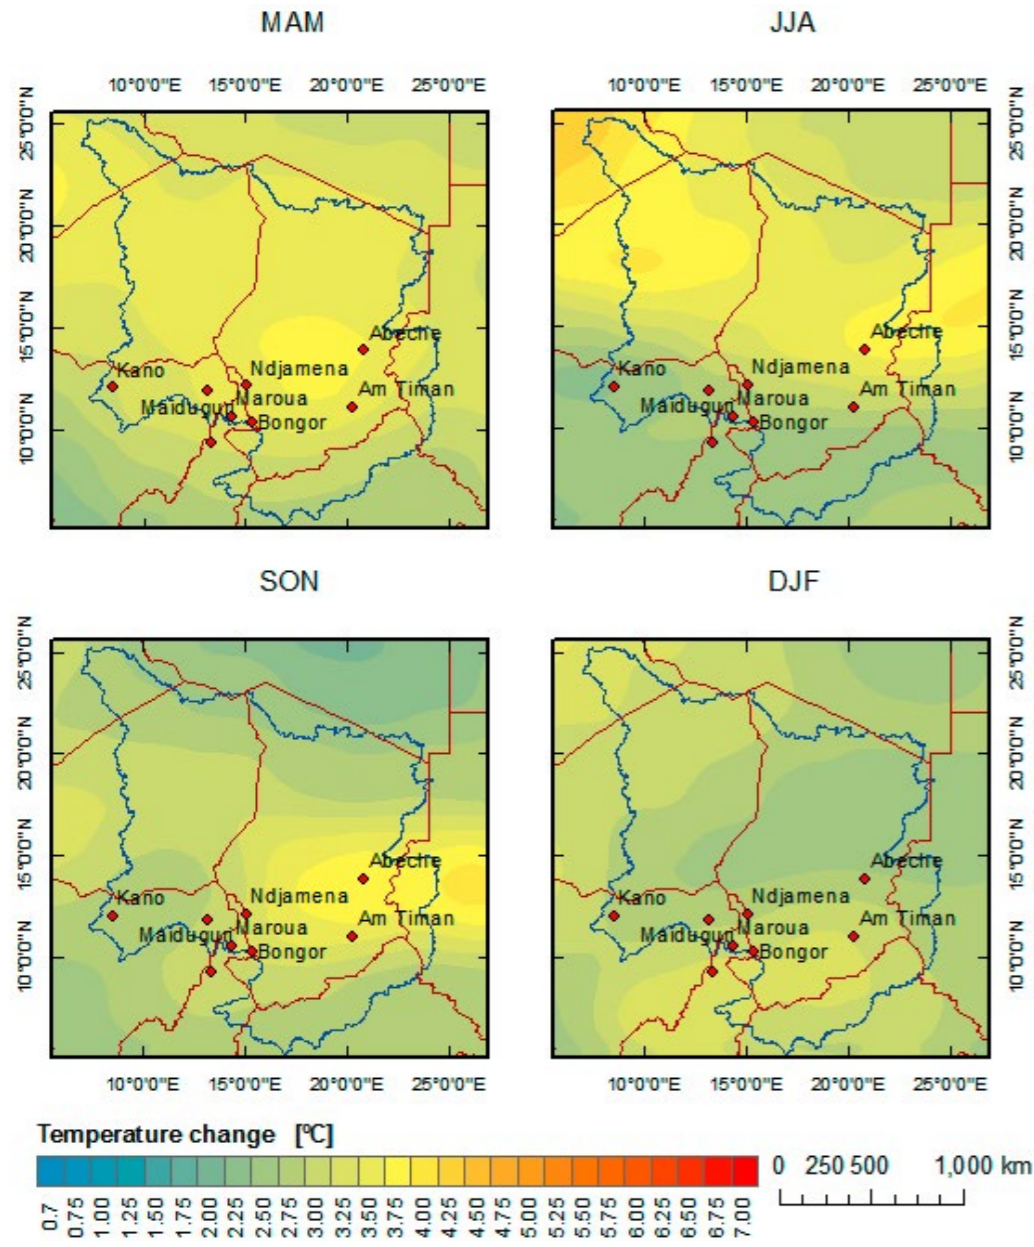 MAM JJA
10°0'0"E 15°0'0"E 20°0'0"E 25°0'0"E 10°0'0"E 15°0'0"E 20°0'0"E 25°0'0"E
25°0'0"N 25°0'0"N
20°0'0"N 20°0'0"N
15°0'0"N 15°0'0"N
10°0'0"N 10°0'0"N
Abeche Abeche
Kano Ndjamena Kano Ndjamena
Am Timan Am Timan
Maidugun Maroua Maidugun Maroua
Bongor Bongor
SON DJF
25°0'0"N 25°0'0"N
20°0'0"N 20°0'0"N
15°0'0"N 15°0'0"N
10°0'0"N 10°0'0"N
Abeche Abeche
Kano Ndjamena Kano Ndjamena
Am Timan Am Timan
Maidugun Maroua Maidugun Maroua
Bongor Bongor
10°0'0"E 15°0'0"E 20°0'0"E 25°0'0"E 10°0'0"E 15°0'0"E 20°0'0"E 25°0'0"E
Temperature change [ºC]
0 250 500 1,000 km
0.7 0.75 1.00 1.25 1.50 1.75 2.00 2.25 2.50 2.75 3.00 3.25 3.50 3.75 4.00 4.25 4.50 4.75 5.00 5.25 5.50 5.75 6.00 6.25 6.50 6.75 7.00